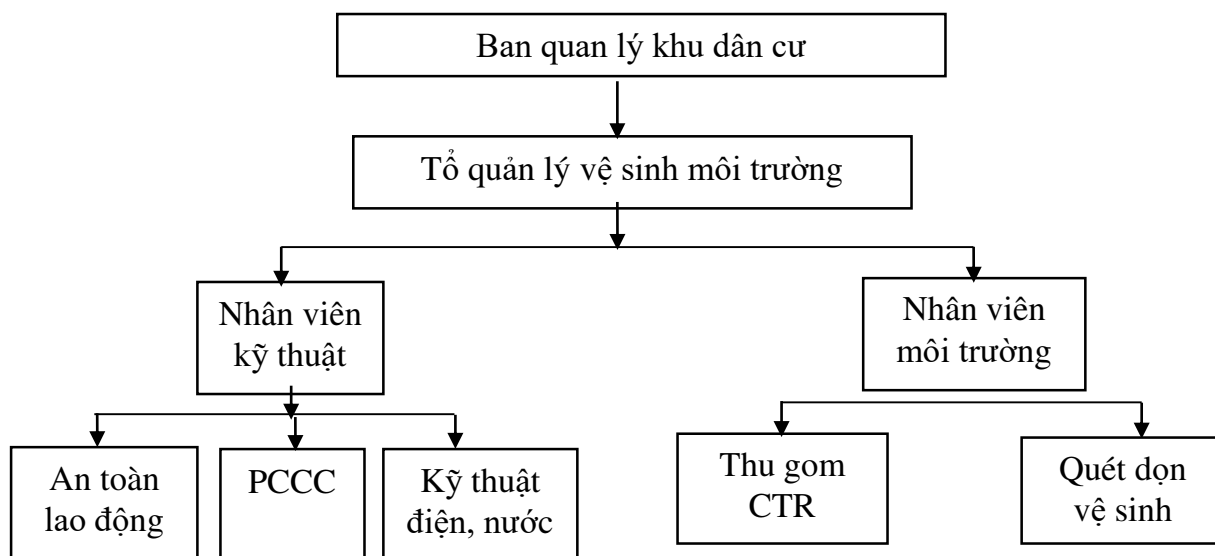 Ban quan lý khu dân cư
Tổ quản lý vệ sinh môi trường
Nhân viên
kỹ thuật
Nhân viên
môi trường
An toàn
lao động
PCCC
Kỹ thuật
điện, nước
Thu gom
CTR
Quét dọn
vệ sinh